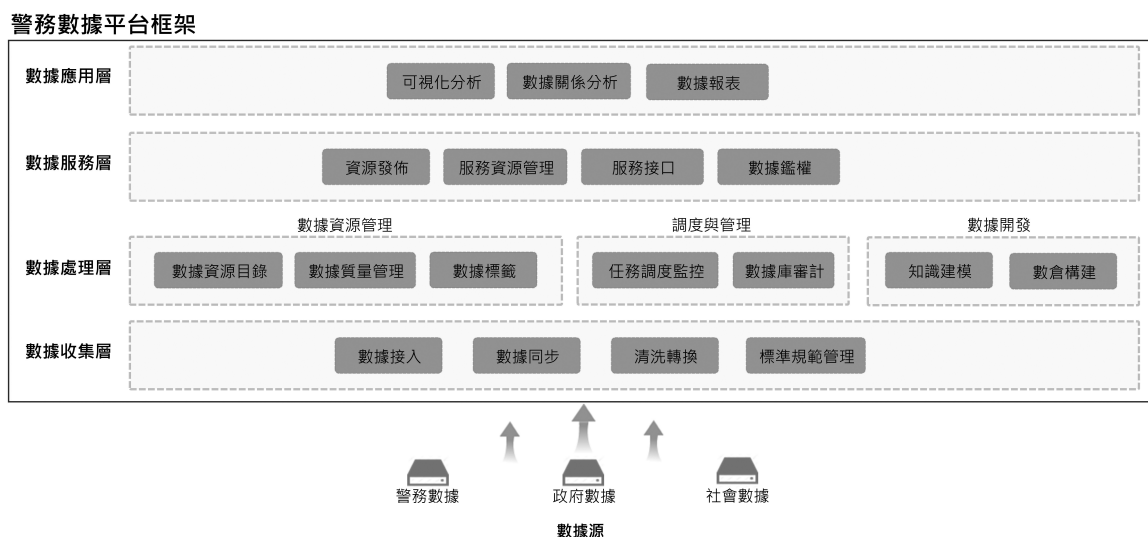 警務數據平台框架
數據應用層
可視化分析
數據關係分析
數據報表
數據服務層
資源發佈
服務資源管理
服務接口
數據鑑權
數據資源管理
調度與管理
數據開發
數據處理層
數據資源目錄
數據質量管理
數據標籤
任務調度監控
數據庫審計
知識建模
數倉構建
數據收集層
數據接入
數據同步
清洗轉換
標準規範管理
警務數據
政府數據
社會數據
數據源